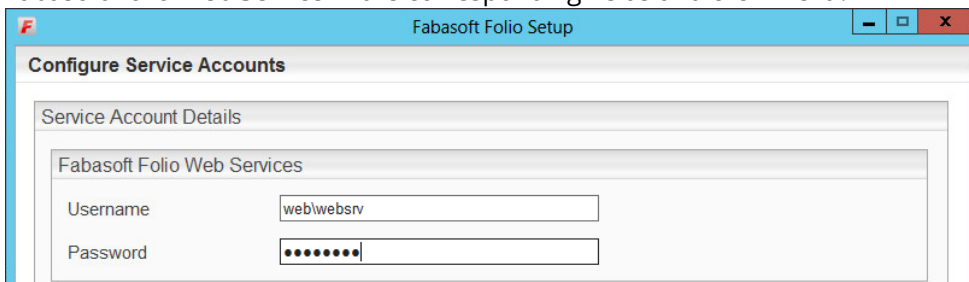 Fabasoft Folio Setup
Configure Service Accounts
Service Account Details
Fabasoft Folio Web Services
Username web\websrv
Password ●●●●●●●●